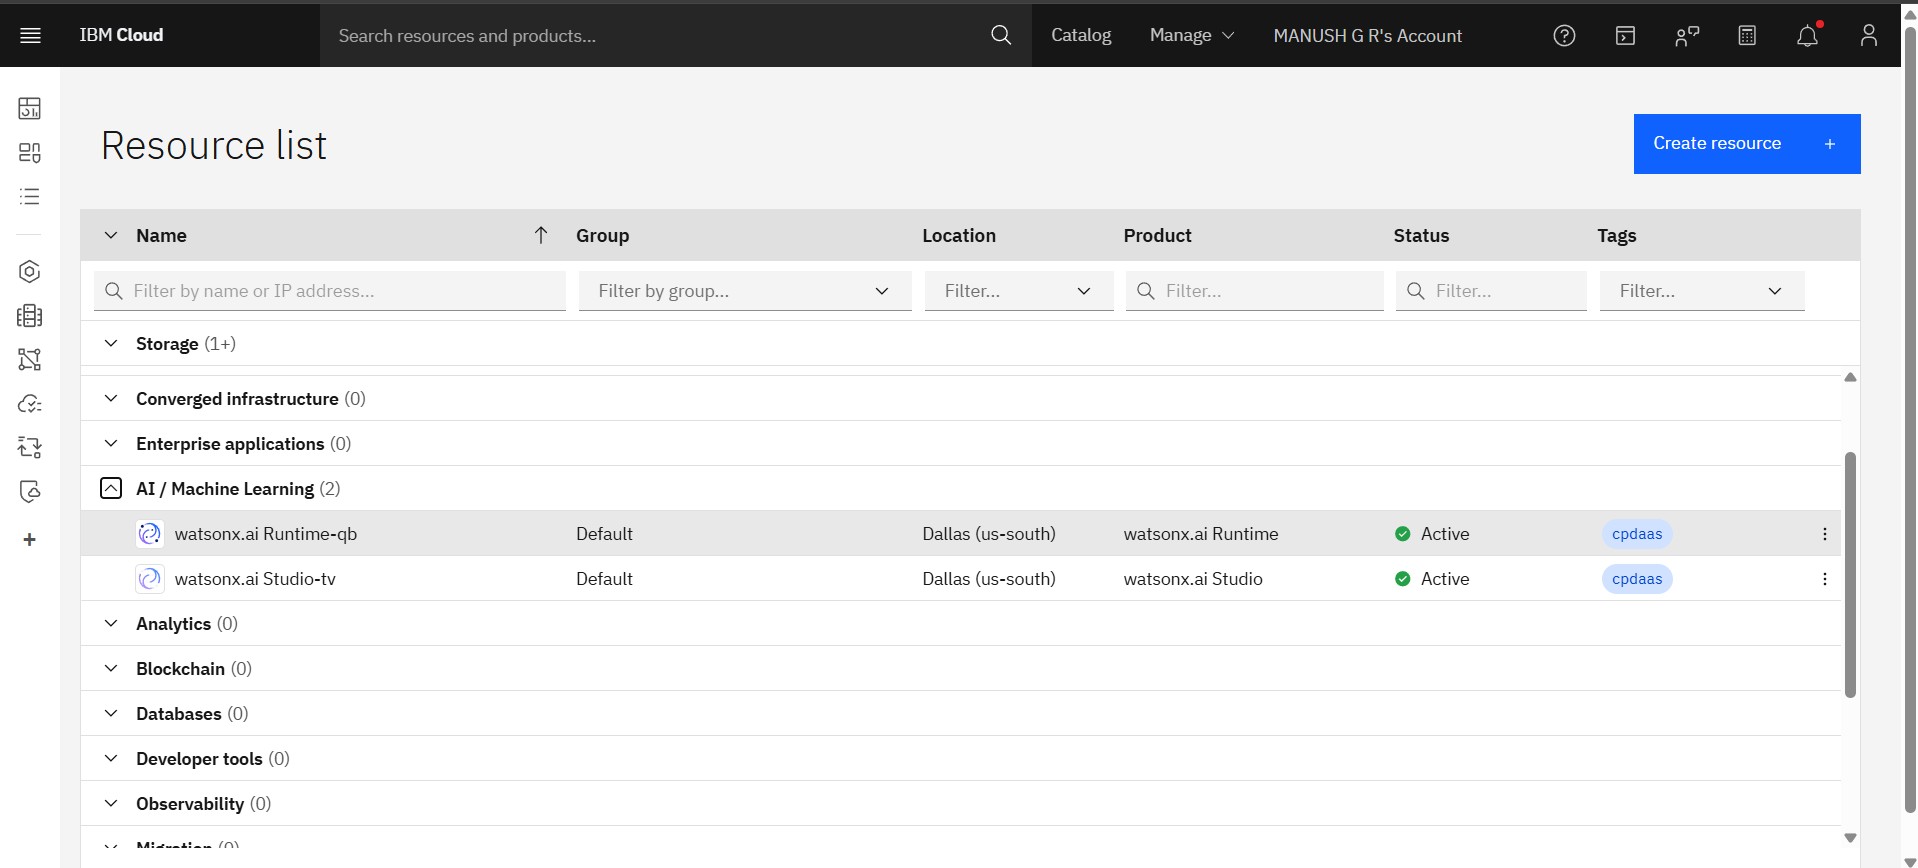 IBM Cloud Search resources and products... Catalog Manage MANUSH G R's Account
Resource list
Create resource +
Name Group Location Product Status Tags
Filter by name or IP address... Filter by group... Filter... Filter... Filter... Filter...
Storage (1+)
Converged infrastructure (0)
Enterprise applications (0)
AI / Machine Learning (2)
watsonx.ai Runtime-qb Default Dallas (us-south) watsonx.ai Runtime Active cpdaas
watsonx.ai Studio-tv Default Dallas (us-south) watsonx.ai Studio Active cpdaas
Analytics (0)
Blockchain (0)
Databases (0)
Developer tools (0)
Observability (0)
Migration (0)